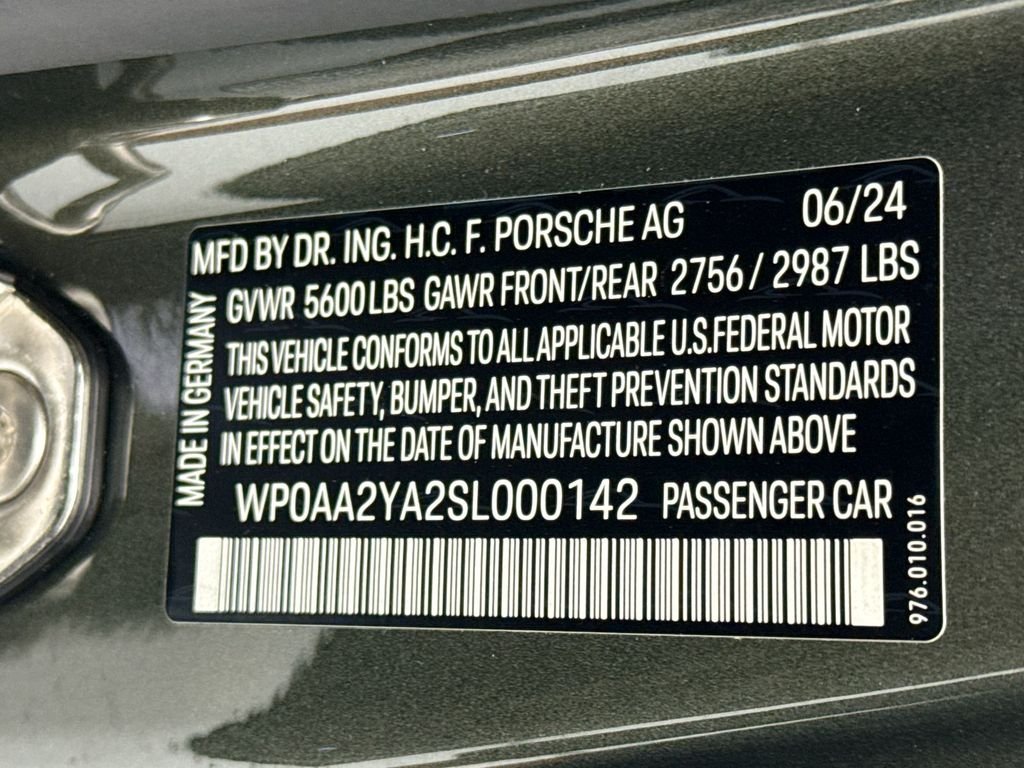 MFD BY DR. ING. H.C. F. PORSCHE AG 06/24
GVWR 5600LBS GAWR FRONT/REAR 2756 / 2987 LBS
THIS VEHICLE CONFORMS TO ALL APPLICABLE U.S.FEDERAL MOTOR
VEHICLE SAFETY, BUMPER, AND THEFT PREVENTION STANDARDS
IN EFFECT ON THE DATE OF MANUFACTURE SHOWN ABOVE
WP0AA2YA2SL000142 PASSENGER CAR
MADE IN GERMANY
976.010.016